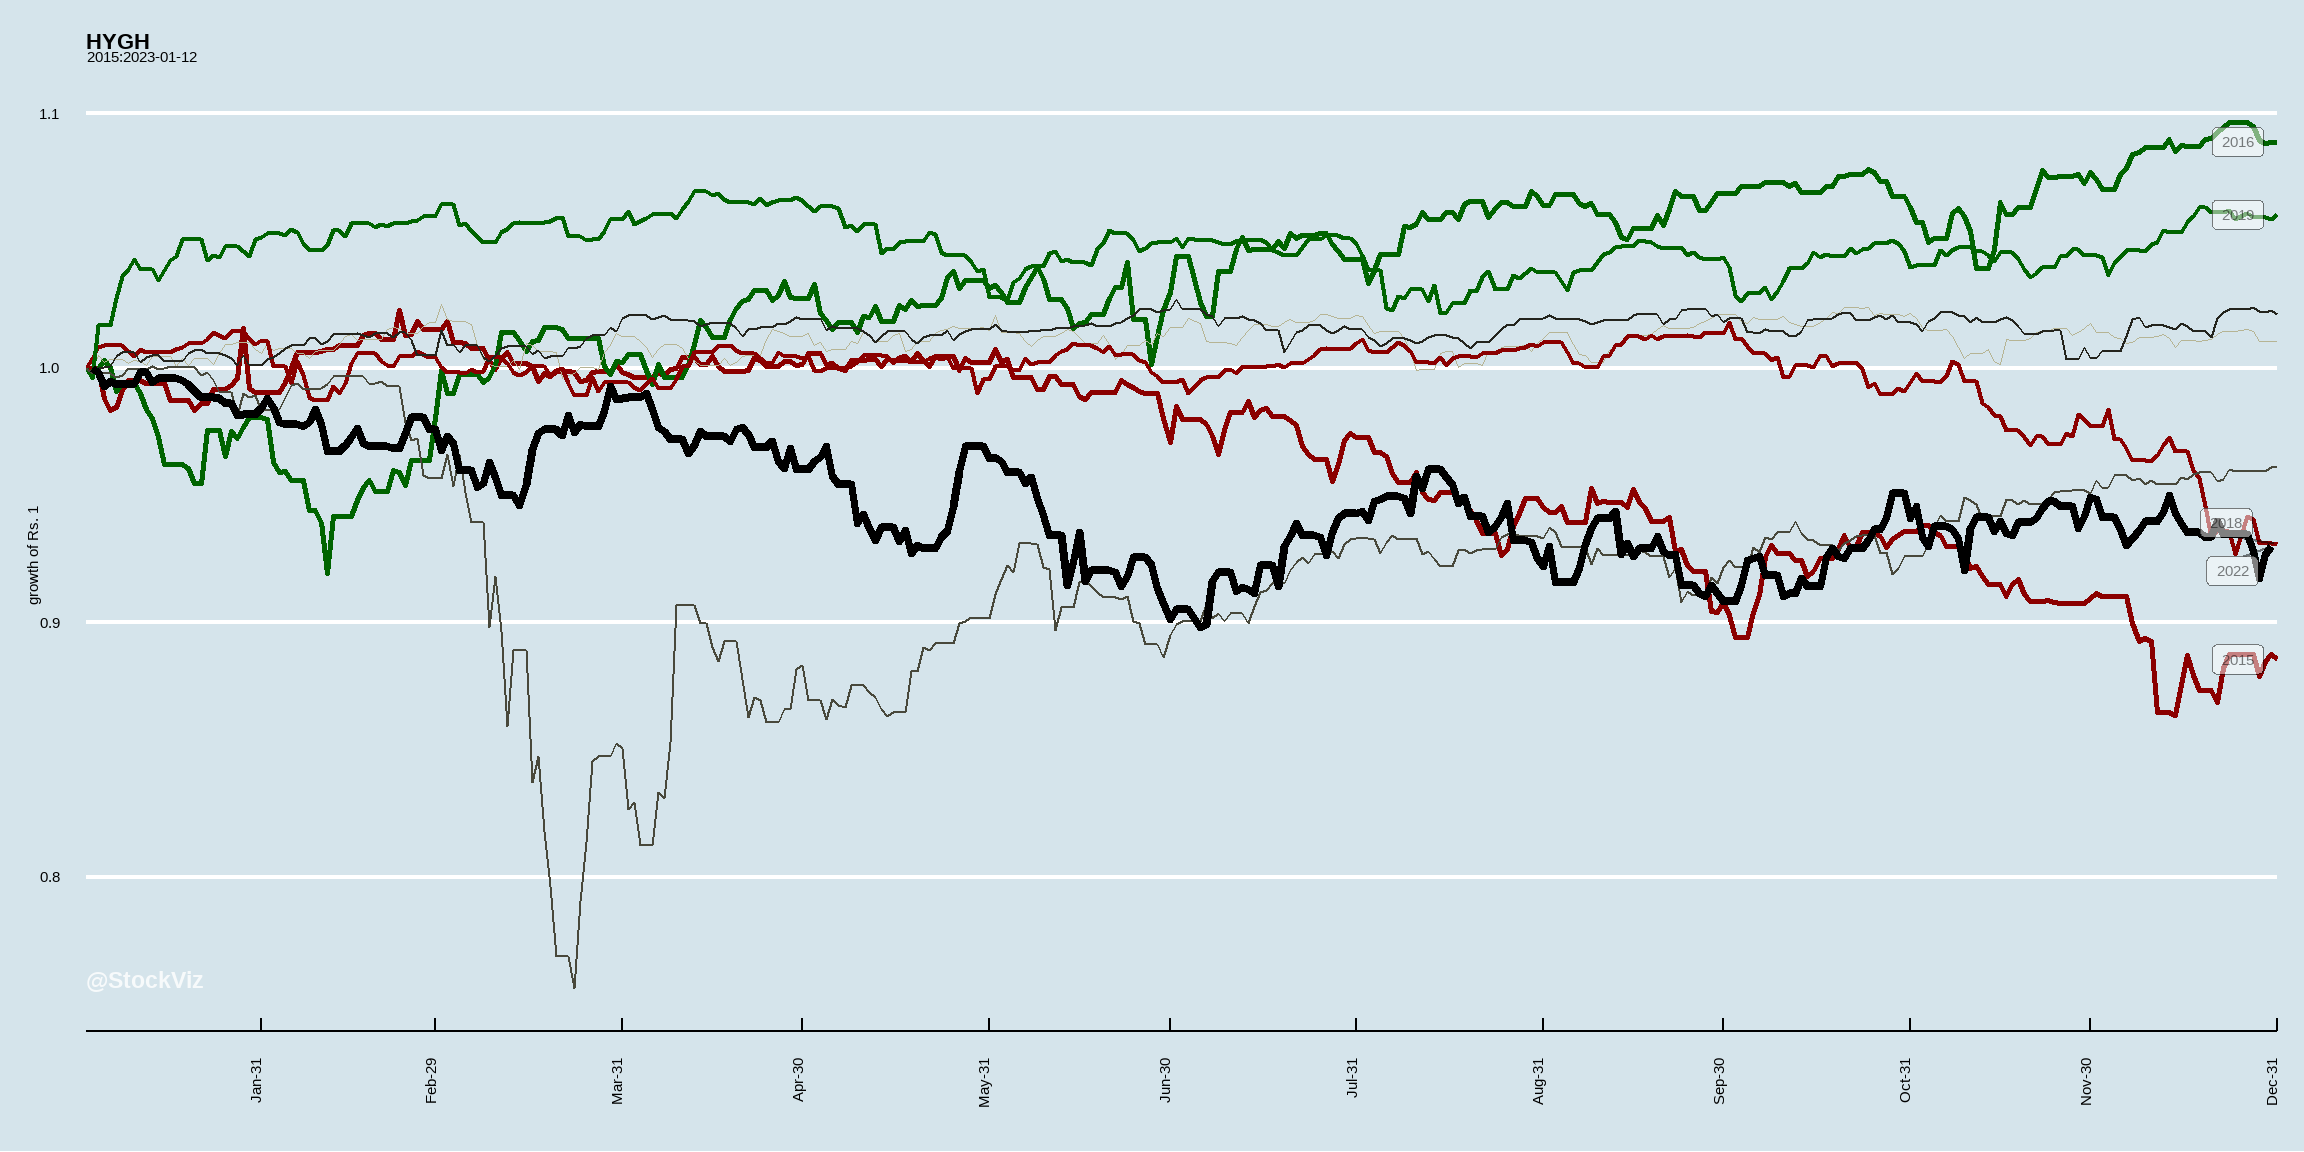 HYGH
2015:2023-01-12
1.1
1.0
0.9
0.8
growth of Rs. 1
2016
2019
2018
2022
2015
@StockViz
Jan-31
Feb-29
Mar-31
Apr-30
May-31
Jun-30
Jul-31
Aug-31
Sep-30
Oct-31
Nov-30
Dec-31